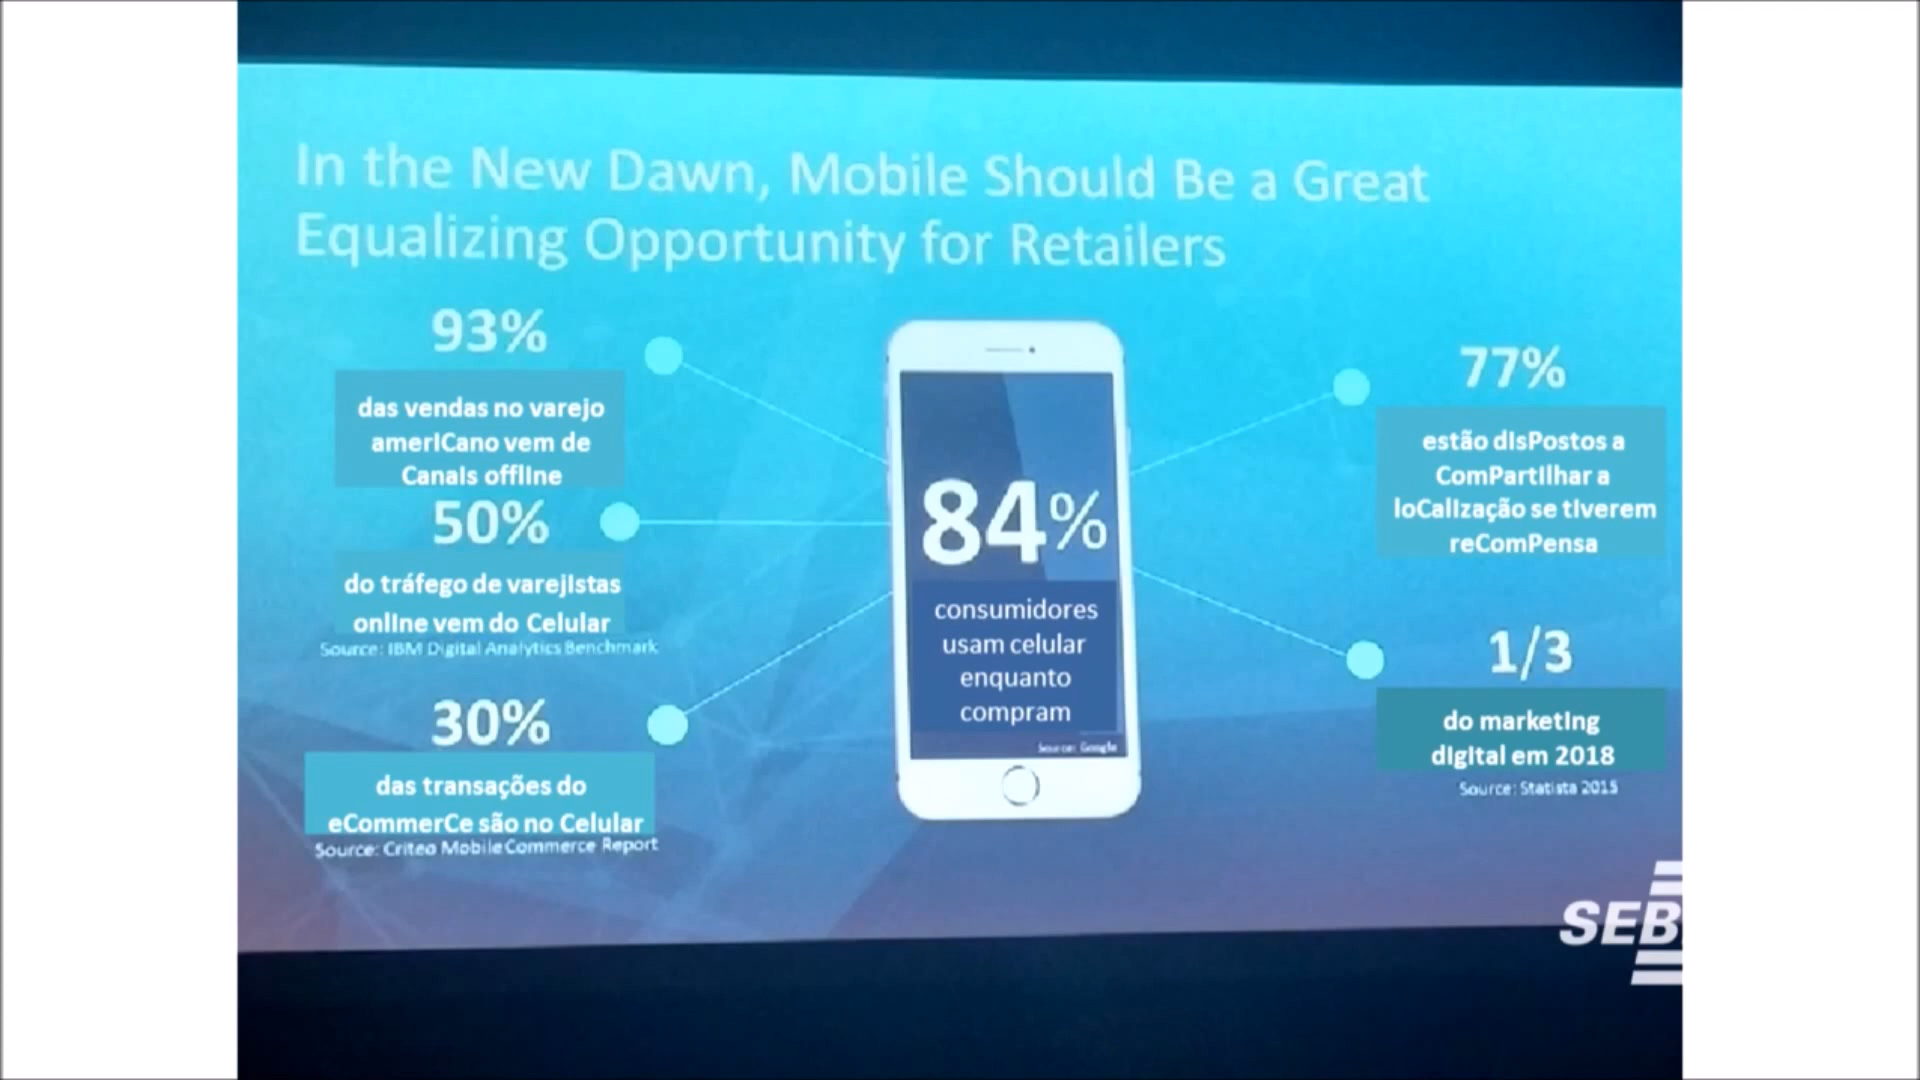 In the New Dawn, Mobile Should Be a Great
Equalizing Opportunity for Retailers
93%
das vendas no varejo
amerICano vem de
CanaIs offlIne
50%
do tráfego de varejIstas
onlIne vem do CeIular
Source: IBM Digital Analytics Benchmark
30%
das transações do
eCommerCe são no CeIular
Source: Criteo Mobile Commerce Report
84%
consumidores
usam celular
enquanto
compram
Source: Google
77%
estão dIsPostos a
ComPartIlhar a
loCalIzação se tIverem
reComPensa
1/3
do marketIng
dIgItal em 2018
Source: Statista 2015
SEB